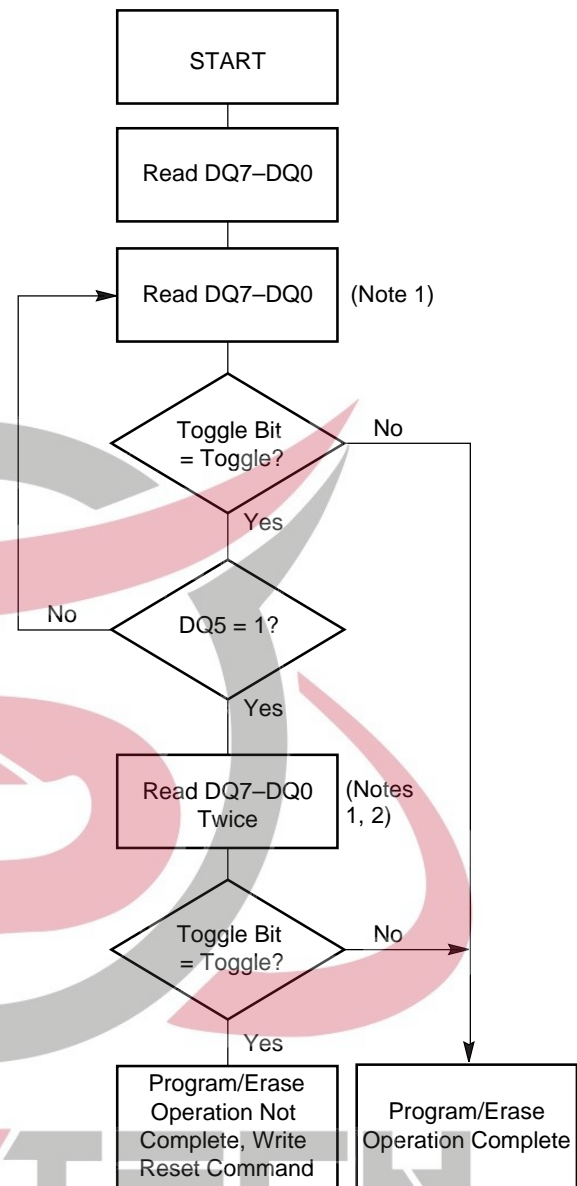 START
Read DQ7–DQ0
Read DQ7–DQ0
(Note 1)
Toggle Bit
= Toggle?
No
Yes
No
DQ5 = 1?
Yes
Read DQ7–DQ0
Twice
(Notes
1, 2)
Toggle Bit
= Toggle?
No
Yes
Program/Erase
Operation Not
Complete, Write
Reset Command
Program/Erase
Operation Complete